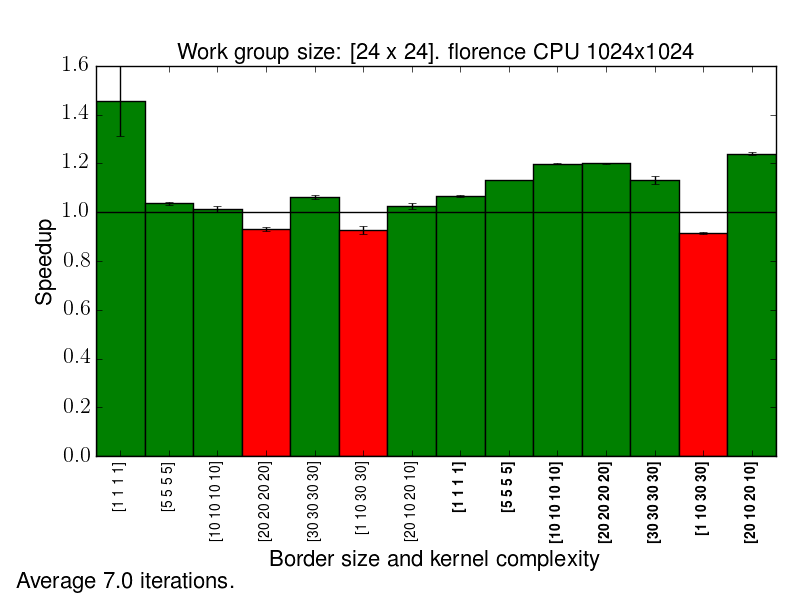 Work group size: [24 x 24]. florence CPU 1024x1024
1.6
1.4
1.2
1.0
0.8
0.6
0.4
0.2
0.0
Speedup
[1 1 1 1]
[5 5 5 5]
[10 10 10 10]
[20 20 20 20]
[30 30 30 30]
[1 10 30 30]
[20 10 20 10]
[1 1 1 1]
[5 5 5 5]
[10 10 10 10]
[20 20 20 20]
[30 30 30 30]
[1 10 30 30]
[20 10 20 10]
Border size and kernel complexity
Average 7.0 iterations.